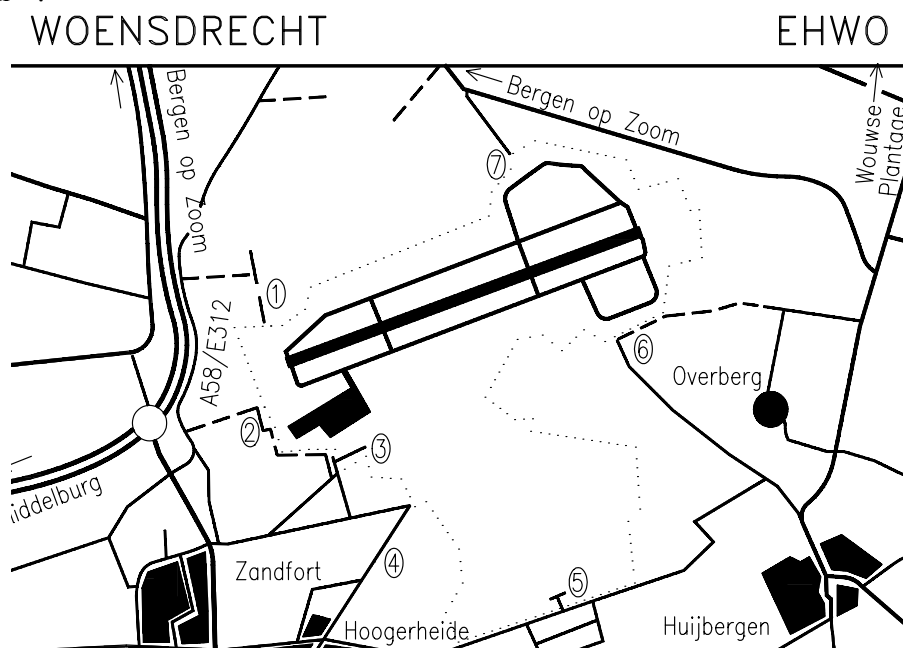 WOENSDRECHT
EHWO
Bergen op Zoom
Bergen op Zoom
Wouwse
Plantage
7
1
A58/E312
6
Overberg
2
3
iddelburg
4
Zandfort
5
Hoogerheide
Huijbergen